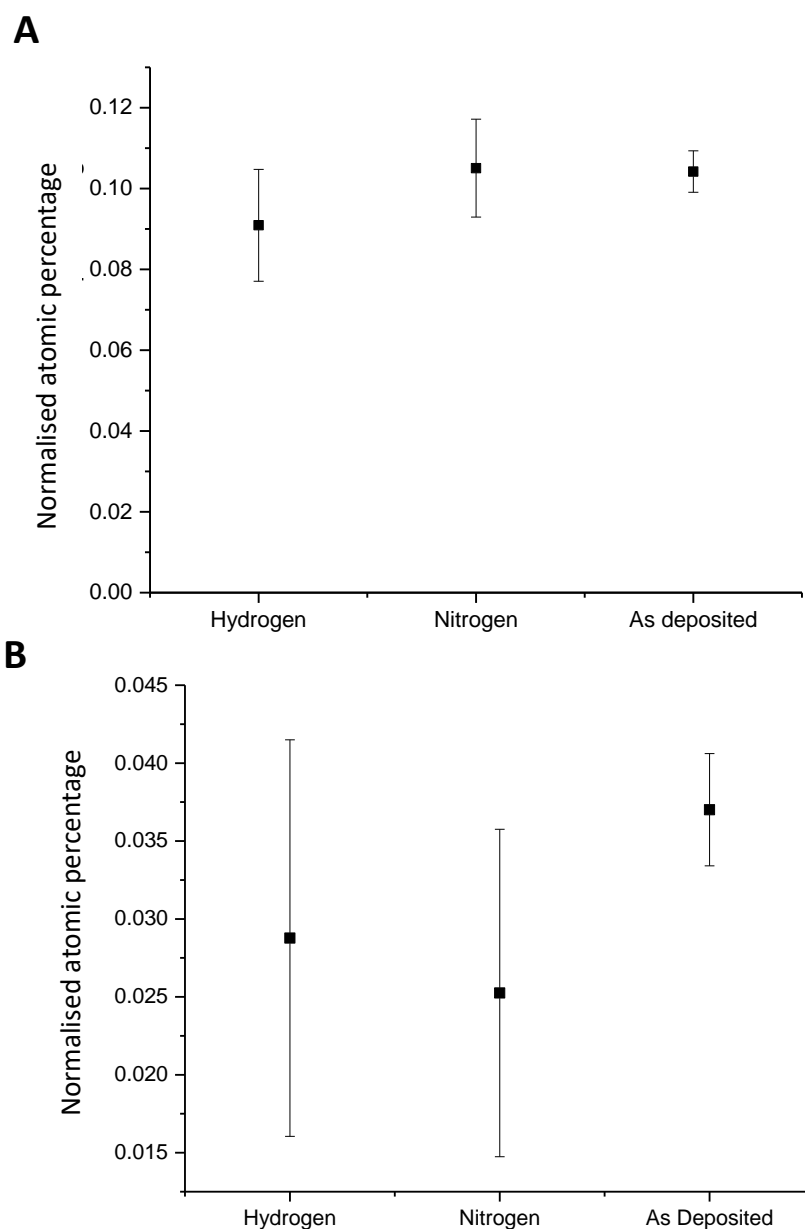 A
Normalised atomic percentage
0.12
0.10
0.08
0.06
0.04
0.02
0.00
Hydrogen Nitrogen As deposited
B
Normalised atomic percentage
0.045
0.040
0.035
0.030
0.025
0.020
0.015
Hydrogen Nitrogen As Deposited